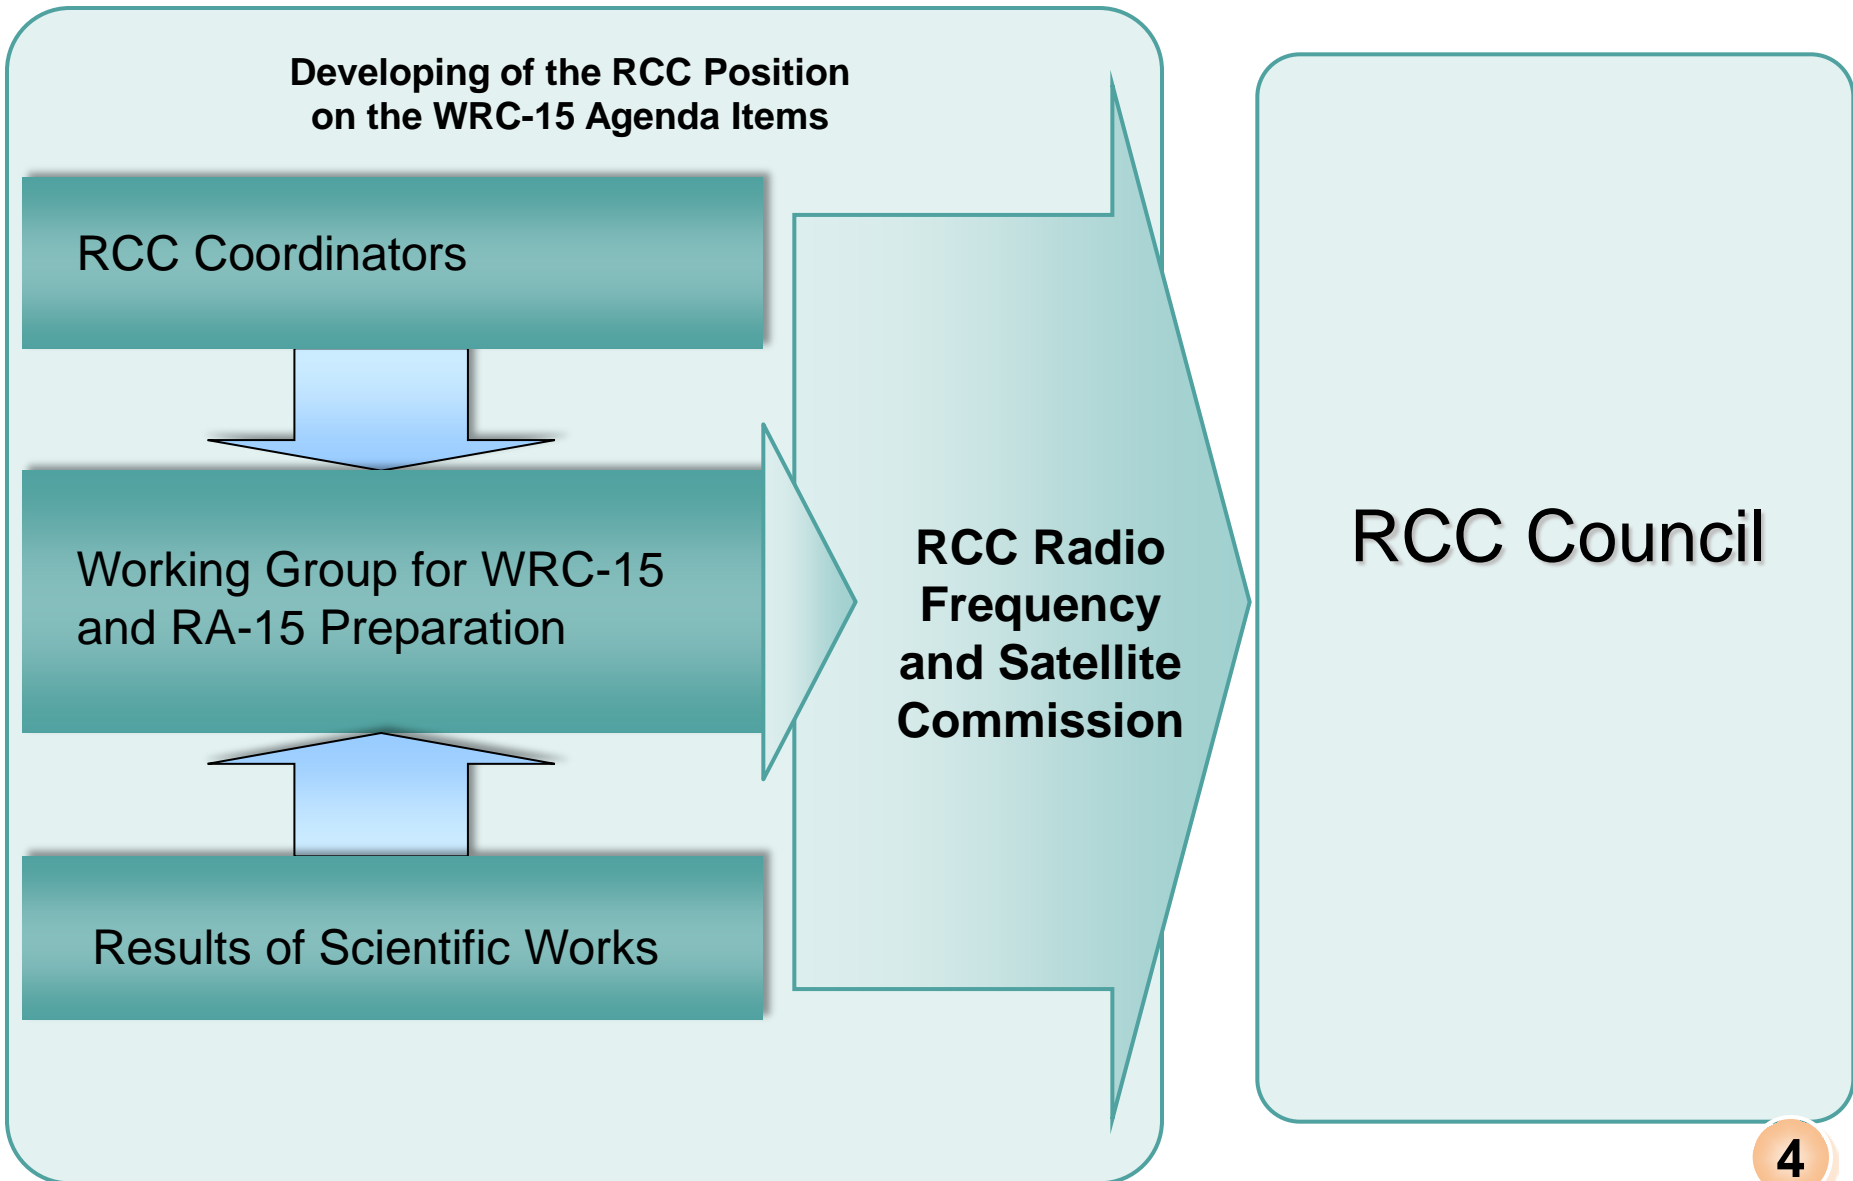 Developing of the RCC Position
on the WRC-15 Agenda Items
RCC Coordinators
Working Group for WRC-15
and RA-15 Preparation
Results of Scientific Works
RCC Radio
Frequency
and Satellite
Commission
RCC Council
4